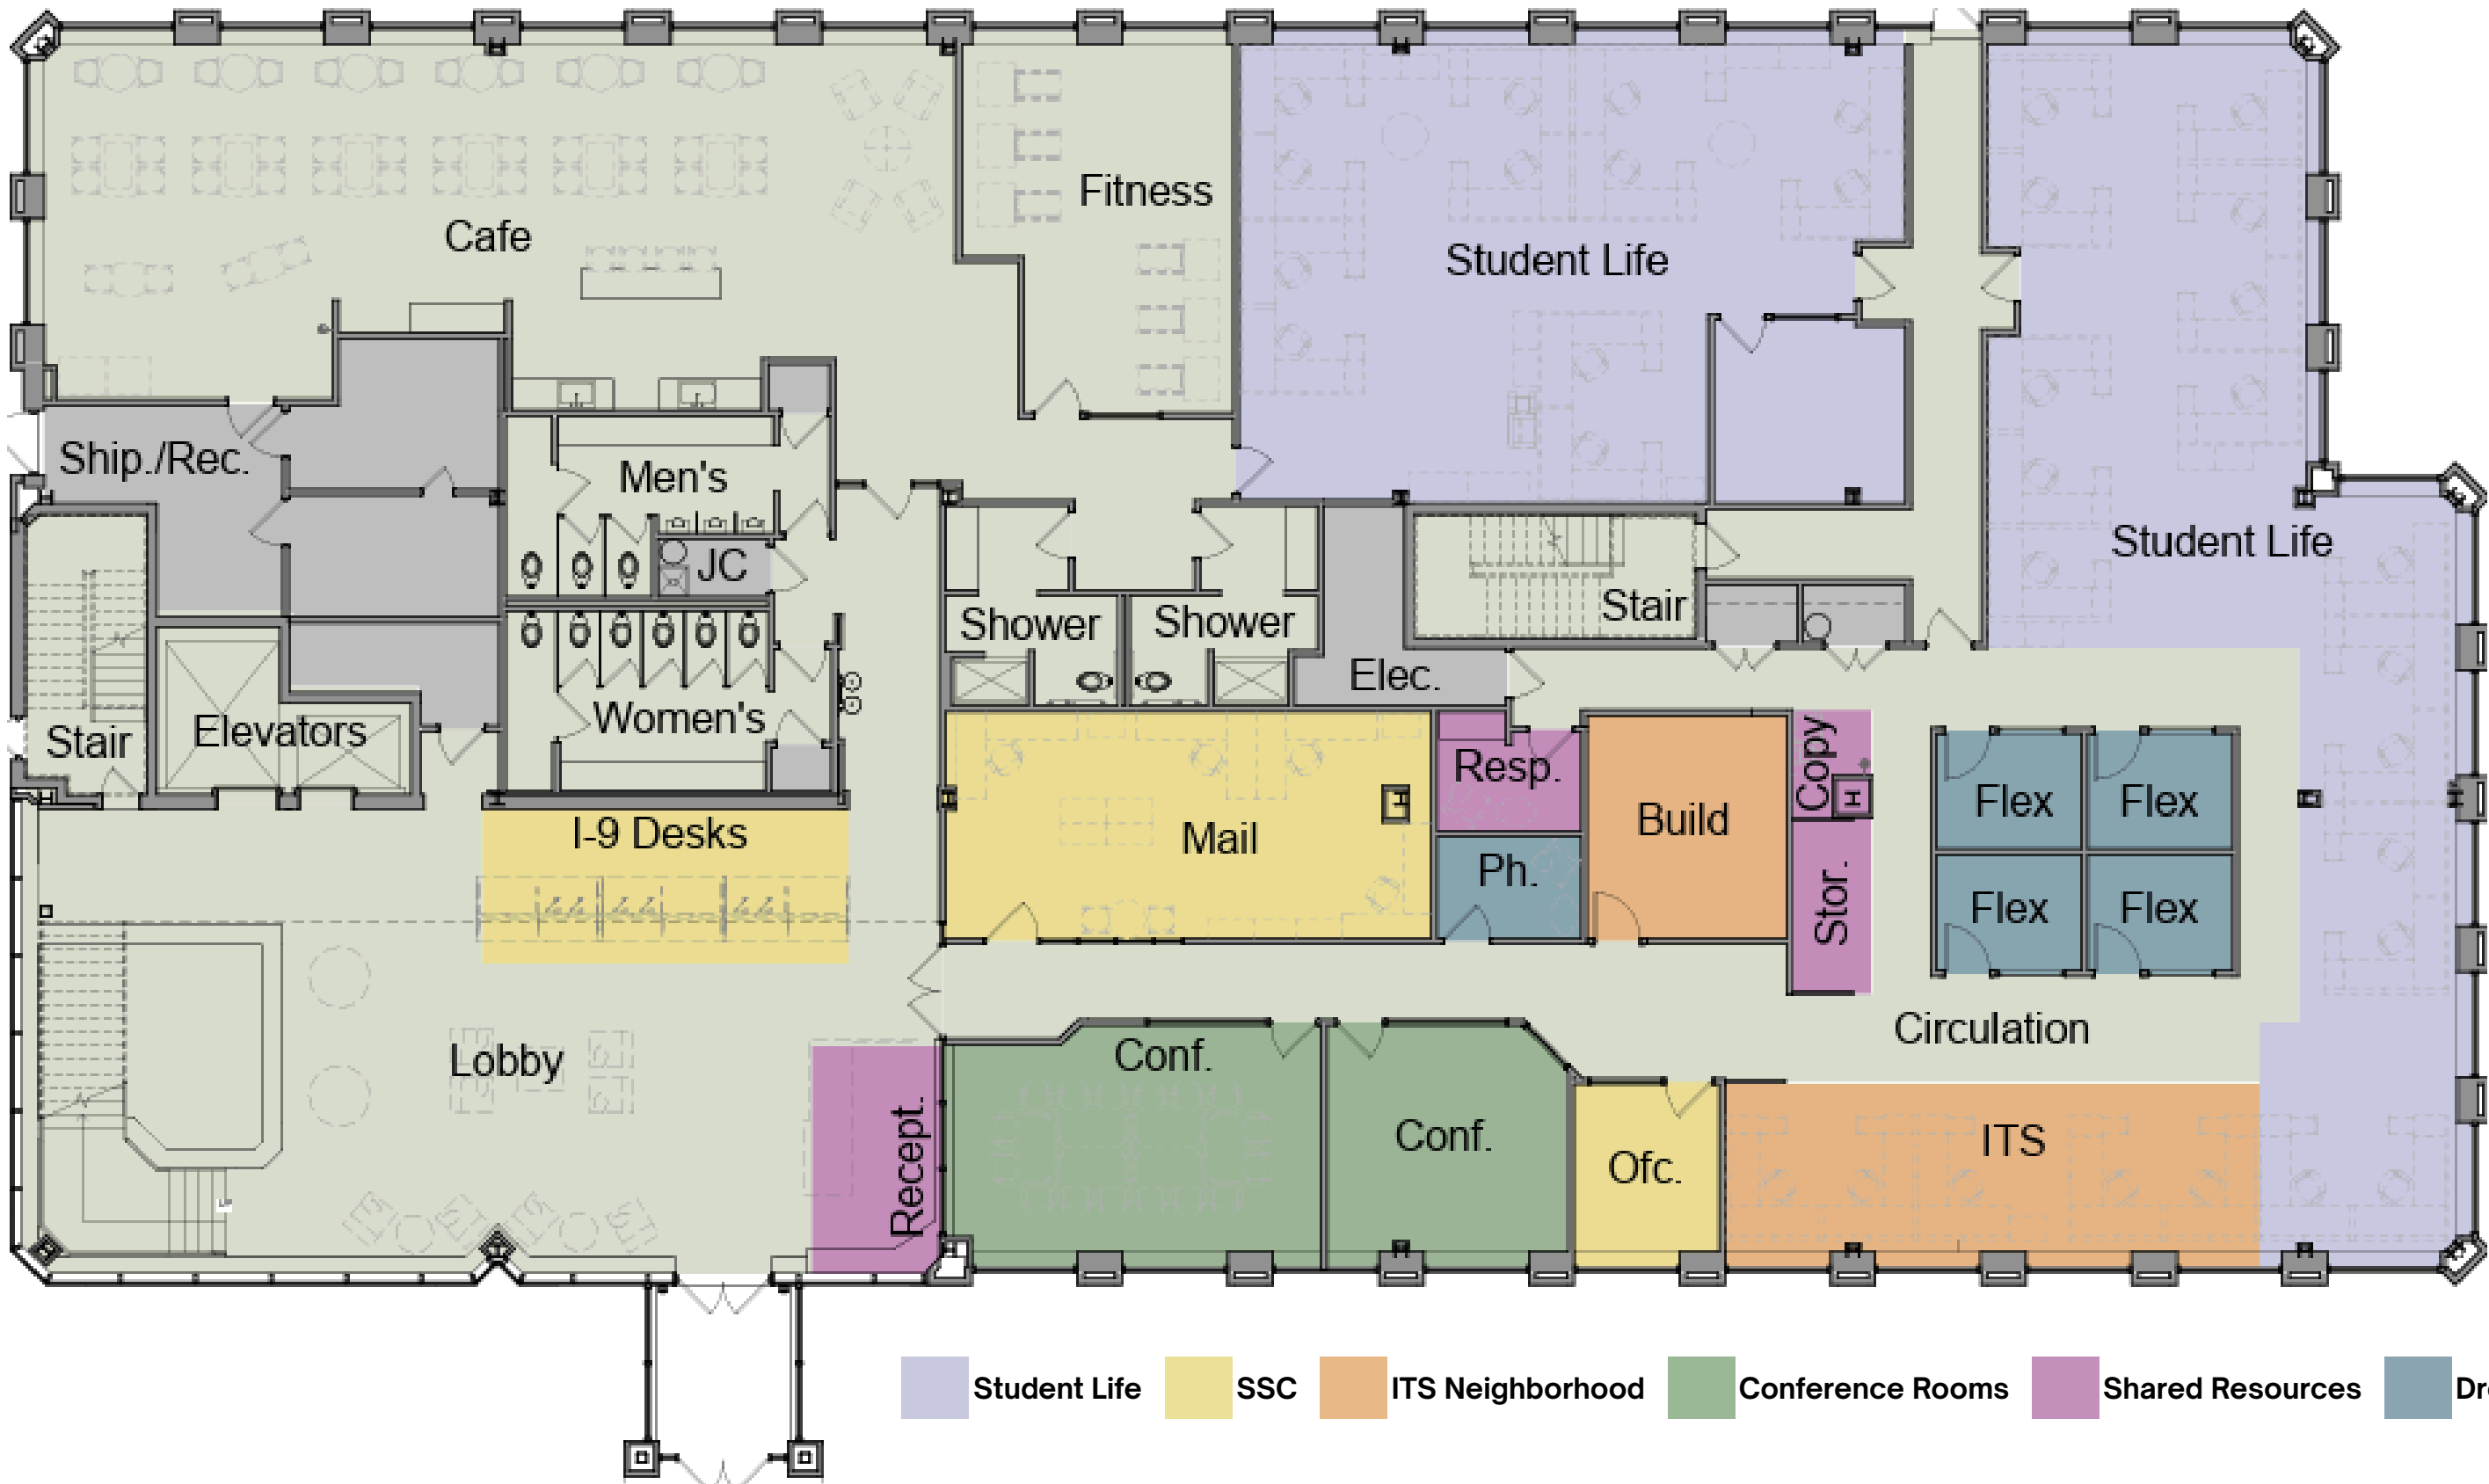 Cafe
Fitness
Student Life
Ship./Rec.
Men's
JC
Student Life
Shower
Shower
Stair
Elec.
Women's
Stair
Elevators
I-9 Desks
Mail
Resp.
Ph.
Build
Copy
Stor.
Flex
Flex
Flex
Flex
Circulation
Lobby
Recept.
Conf.
Conf.
Ofc.
ITS
Student Life
SSC
ITS Neighborhood
Conference Rooms
Shared Resources